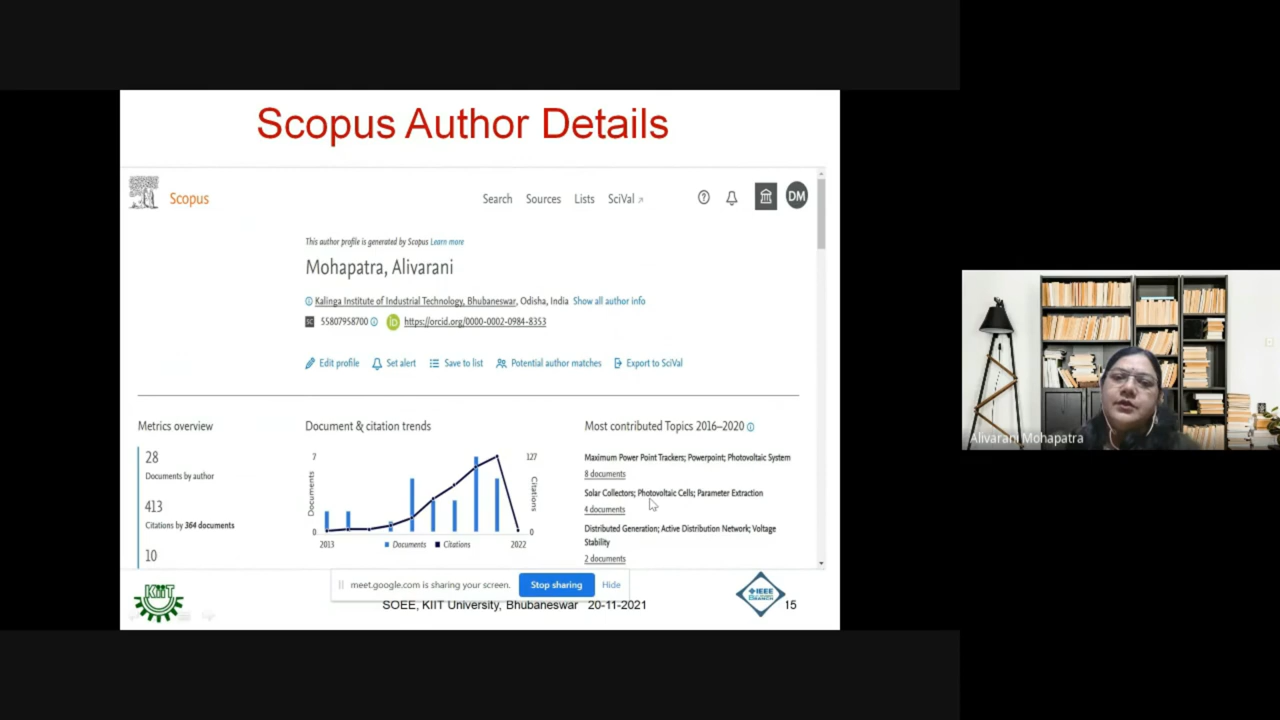 Scopus Author Details
Scopus
Search Sources Lists SciVal
DM
This author profile is generated by Scopus Learn more
Mohapatra, Alivarani
Kalinga Institute of Industrial Technology, Bhubaneswar, Odisha, India Show all author info
SC 55807958700 iD https://orcid.org/0000-0002-0984-8353
Edit profile Set alert Save to list Potential author matches Export to SciVal
Metrics overview
28
Documents by author
413
Citations by 364 documents
10
Document & citation trends
7 127
Documents Citations
0 0
2013 Documents Citations 2022
Most contributed Topics 2016–2020
Maximum Power Point Trackers; Powerpoint; Photovoltaic System
8 documents
Solar Collectors; Photovoltaic Cells; Parameter Extraction
4 documents
Distributed Generation; Active Distribution Network; Voltage
Stability
2 documents
meet.google.com is sharing your screen. Stop sharing Hide
KIIT
SOEE, KIIT University, Bhubaneswar 20-11-2021
IEEE
15
Alivarani Mohapatra